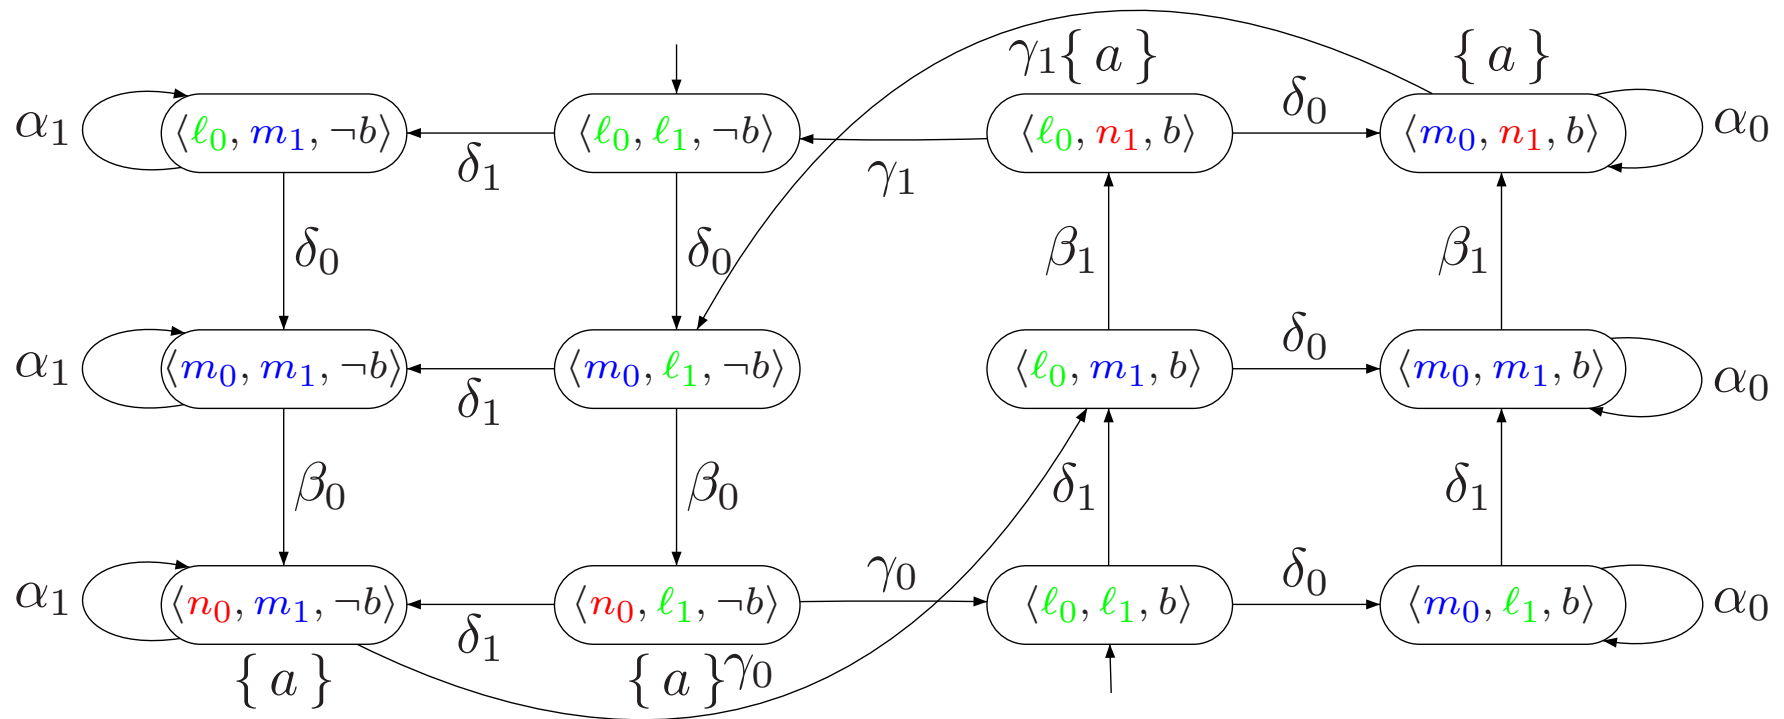 γ₁{ a } { a }
δ₀
α₁ ⟨ℓ₀, m₁, ¬b⟩ ⟨ℓ₀, ℓ₁, ¬b⟩ ⟨ℓ₀, n₁, b⟩ ⟨m₀, n₁, b⟩ α₀
δ₁ γ₁
δ₀ δ₀ β₁ β₁
δ₀
α₁ ⟨m₀, m₁, ¬b⟩ ⟨m₀, ℓ₁, ¬b⟩ ⟨ℓ₀, m₁, b⟩ ⟨m₀, m₁, b⟩ α₀
δ₁
β₀ β₀ δ₁ δ₁
γ₀ δ₀
α₁ ⟨n₀, m₁, ¬b⟩ ⟨n₀, ℓ₁, ¬b⟩ ⟨ℓ₀, ℓ₁, b⟩ ⟨m₀, ℓ₁, b⟩ α₀
δ₁
{ a } { a }γ₀